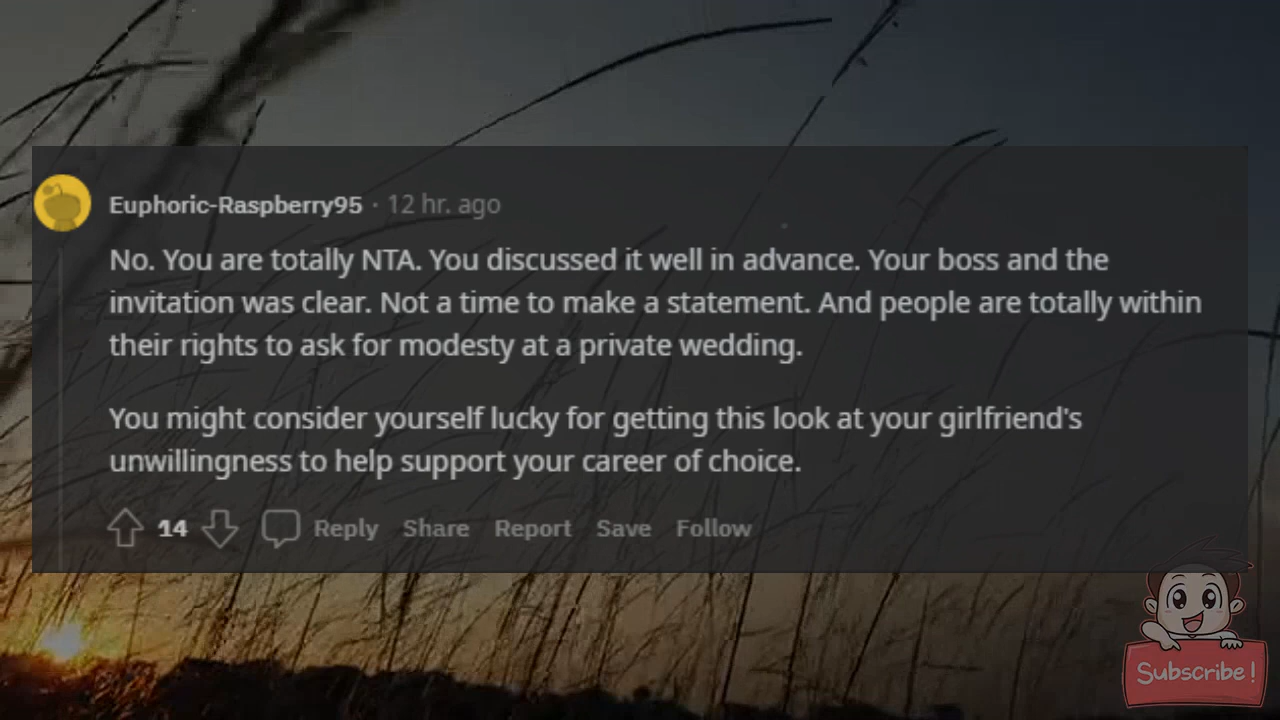 Euphoric-Raspberry95 · 12 hr. ago
No. You are totally NTA. You discussed it well in advance. Your boss and the
invitation was clear. Not a time to make a statement. And people are totally within
their rights to ask for modesty at a private wedding.
You might consider yourself lucky for getting this look at your girlfriend's
unwillingness to help support your career of choice.
14 Reply Share Report Save Follow
Subscribe!